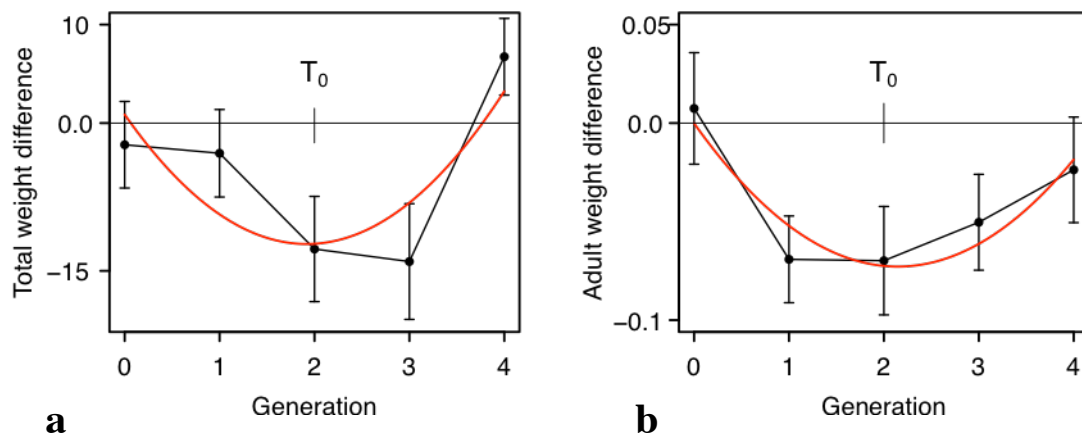 Total weight difference
10
0.0
−15
T0
0 1 2 3 4
Generation
a
Adult weight difference
0.05
0.0
−0.1
T0
0 1 2 3 4
Generation
b